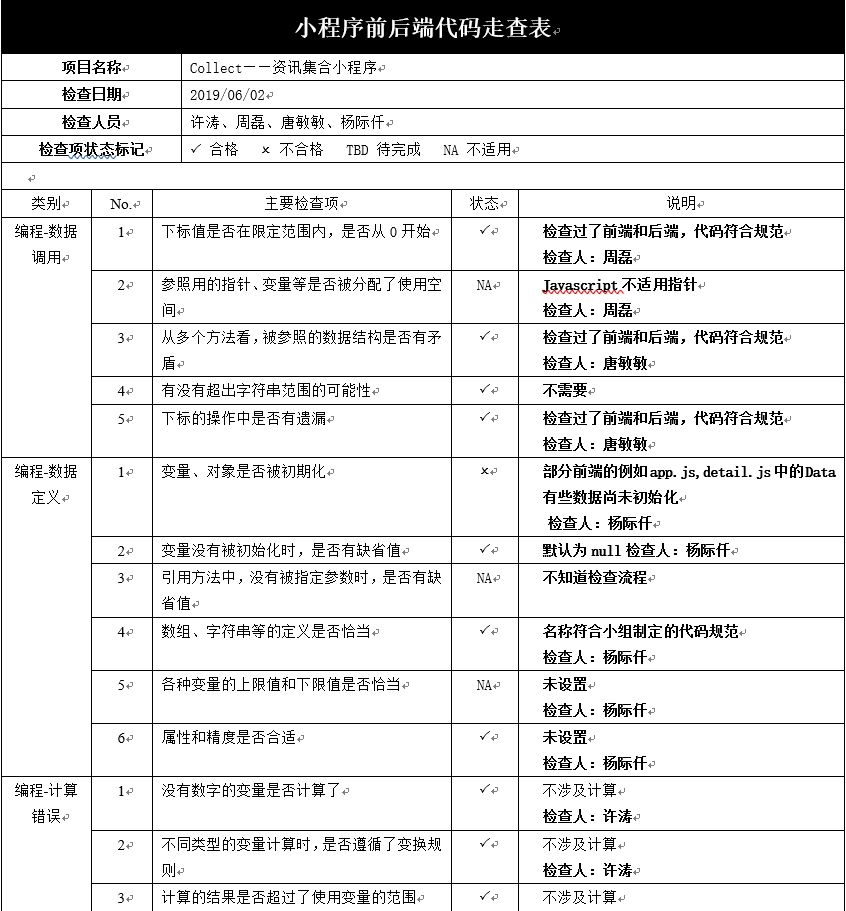 小程序前后端代码走查表
项目名称 Collect——资讯集合小程序
检查日期 2019/06/02
检查人员 许涛、周磊、唐敏敏、杨际仟
检查项状态标记 ✓ 合格 × 不合格 TBD 待完成 NA 不适用
类别 No. 主要检查项 状态 说明
编程-数据 1 下标值是否在限定范围内，是否从 0 开始 ✓ 检查过了前端和后端，代码符合规范
调用 检查人：周磊
2 参照用的指针、变量等是否被分配了使用空 NA Javascript 不适用指针
间 检查人：周磊
3 从多个方法看，被参照的数据结构是否有矛 ✓ 检查过了前端和后端，代码符合规范
盾 检查人：唐敏敏
4 有没有超出字符串范围的可能性 ✓ 不需要
5 下标的操作中是否有遗漏 ✓ 检查过了前端和后端，代码符合规范
检查人：唐敏敏
编程-数据 1 变量、对象是否被初期化 × 部分前端的例如 app.js,detail.js 中的Data
定义 有些数据尚未初始化
检查人：杨际仟
2 变量没有被初始化时，是否有缺省值 ✓ 默认为 null 检查人：杨际仟
3 引用方法中，没有被指定参数时，是否有缺 NA 不知道检查流程
省值
4 数组、字符串等的定义是否恰当 ✓ 名称符合小组制定的代码规范
检查人：杨际仟
5 各种变量的上限值和下限值是否恰当 NA 未设置
检查人：杨际仟
6 属性和精度是否合适 ✓ 未设置
检查人：杨际仟
编程-计算 1 没有数字的变量是否计算了 ✓ 不涉及计算
错误 检查人：许涛
2 不同类型的变量计算时，是否遵循了变换规 ✓ 不涉及计算
则 检查人：许涛
3 计算的结果是否超过了使用变量的范围 ✓ 不涉及计算